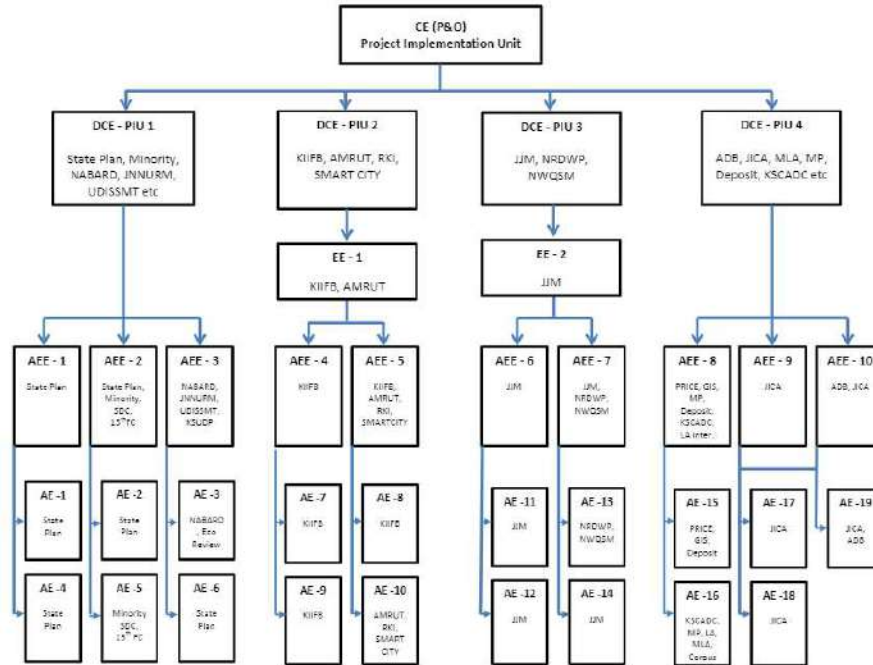 CE (P&O)
Project Implementation Unit
DCE - PIU 1
State Plan, Minority,
NABARD, JNNURM,
UDISSMT etc
DCE - PIU 2
KIIFB, AMRUT, RKI,
SMART CITY
DCE - PIU 3
JJM, NRDWP,
NWQSM
DCE - PIU 4
ADB, JICA, MLA, MP,
Deposit, KSCADC etc
EE - 1
KIIFB, AMRUT
EE - 2
JJM
AEE - 1
State Plan
AEE - 2
State Plan,
Minority,
SDC,
15th FC
AEE - 3
NABARD,
JNNURM,
UDISSMT,
KSUDP
AEE - 4
KIIFB
AEE - 5
KIIFB,
AMRUT,
RKI,
SMARTCITY
AEE - 6
JJM
AEE - 7
JJM,
NRDWP,
NWQSM
AEE - 8
PRICE, GIS,
MP,
Deposit,
KSCADC,
LA Inter.
AEE - 9
JICA
AEE - 10
ADB, JICA
AE -1
State
Plan
AE -2
State
Plan
AE -3
NABARD
, Eco
Review
AE -7
KIIFB
AE -8
KIIFB
AE -11
JJM
AE -13
NRDWP,
NWQSM
AE -15
PRICE,
GIS,
Deposit
AE -17
JICA
AE -19
JICA,
ADB
AE -4
State
Plan
AE -5
Minority
SDC,
15th FC
AE -6
State
Plan
AE -9
KIIFB
AE -10
AMRUT,
RKI,
SMART
CITY
AE -12
JJM
AE -14
JJM
AE -16
KSCADC,
MP, LA,
MLA,
Corpus
AE -18
JICA